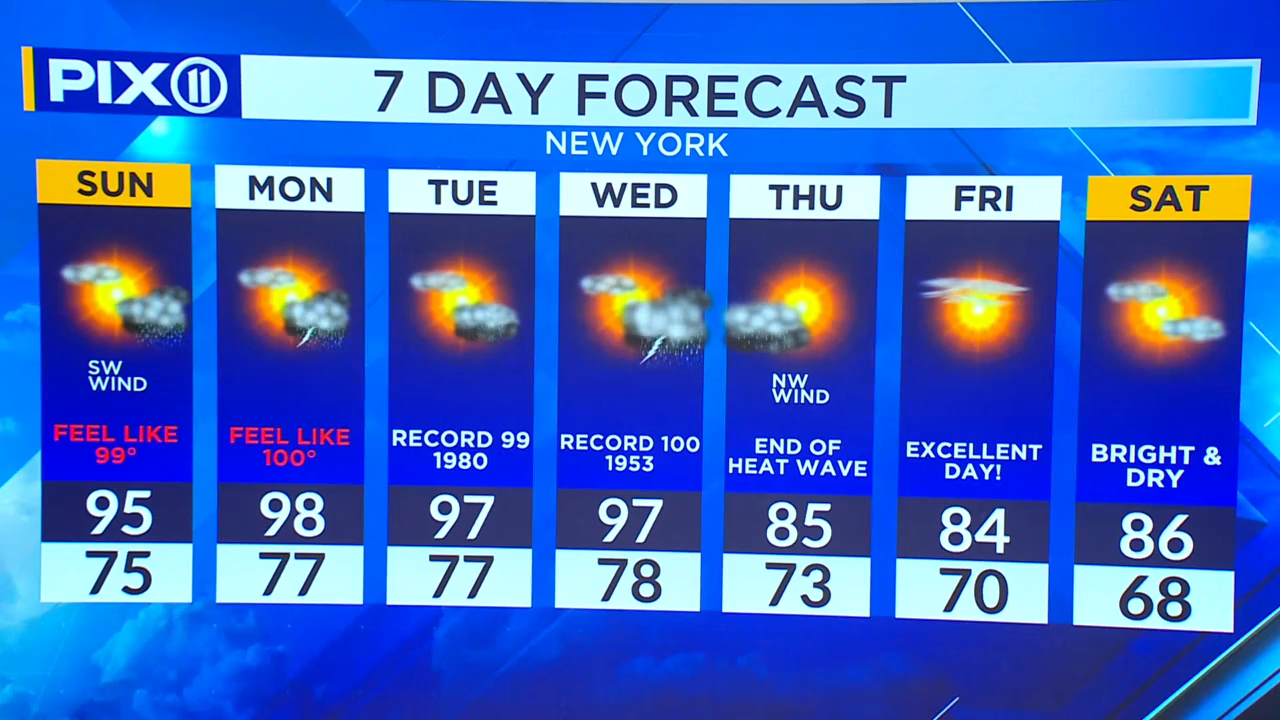 PIX 11
7 DAY FORECAST
NEW YORK
SUN
SW
WIND
FEEL LIKE
99°
95
75
MON
FEEL LIKE
100°
98
77
TUE
RECORD 99
1980
97
77
WED
RECORD 100
1953
97
78
THU
NW
WIND
END OF
HEAT WAVE
85
73
FRI
EXCELLENT
DAY!
84
70
SAT
BRIGHT &
DRY
86
68